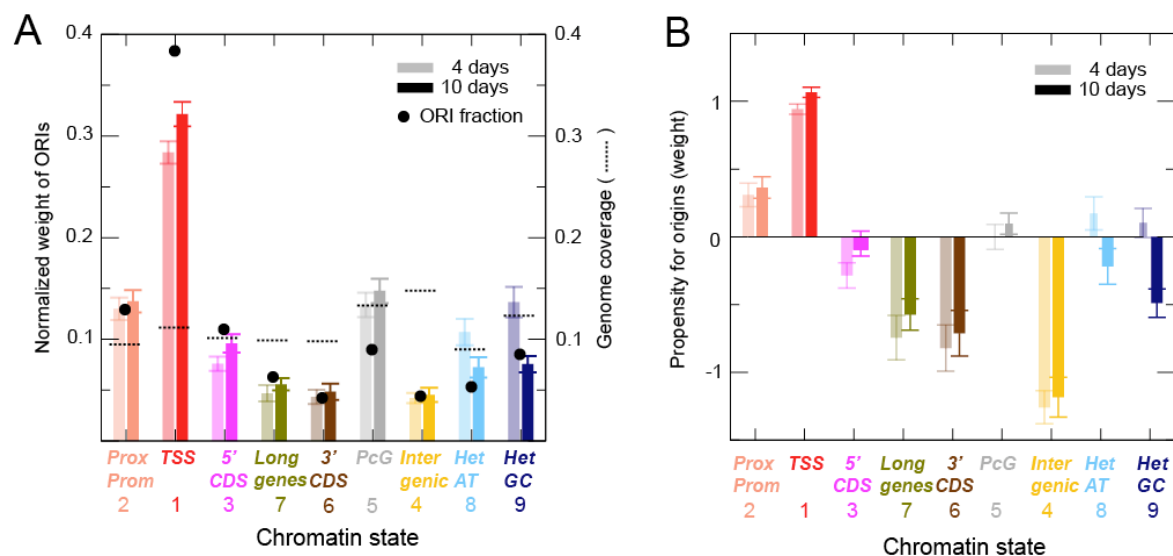 A
0.4
0.3
0.2
0.1
Normalized weight of ORIs
4 days
10 days
ORI fraction
0.4
0.3
0.2
0.1
Genome coverage ( ...... )
Prox Prom 2
TSS 1
5' CDS 3
Long genes 7
3' CDS 6
PcG 5
Inter genic 4
Het AT 8
Het GC 9
Chromatin state
B
1
0
-1
Propensity for origins (weight)
4 days
10 days
Prox Prom 2
TSS 1
5' CDS 3
Long genes 7
3' CDS 6
PcG 5
Inter genic 4
Het AT 8
Het GC 9
Chromatin state